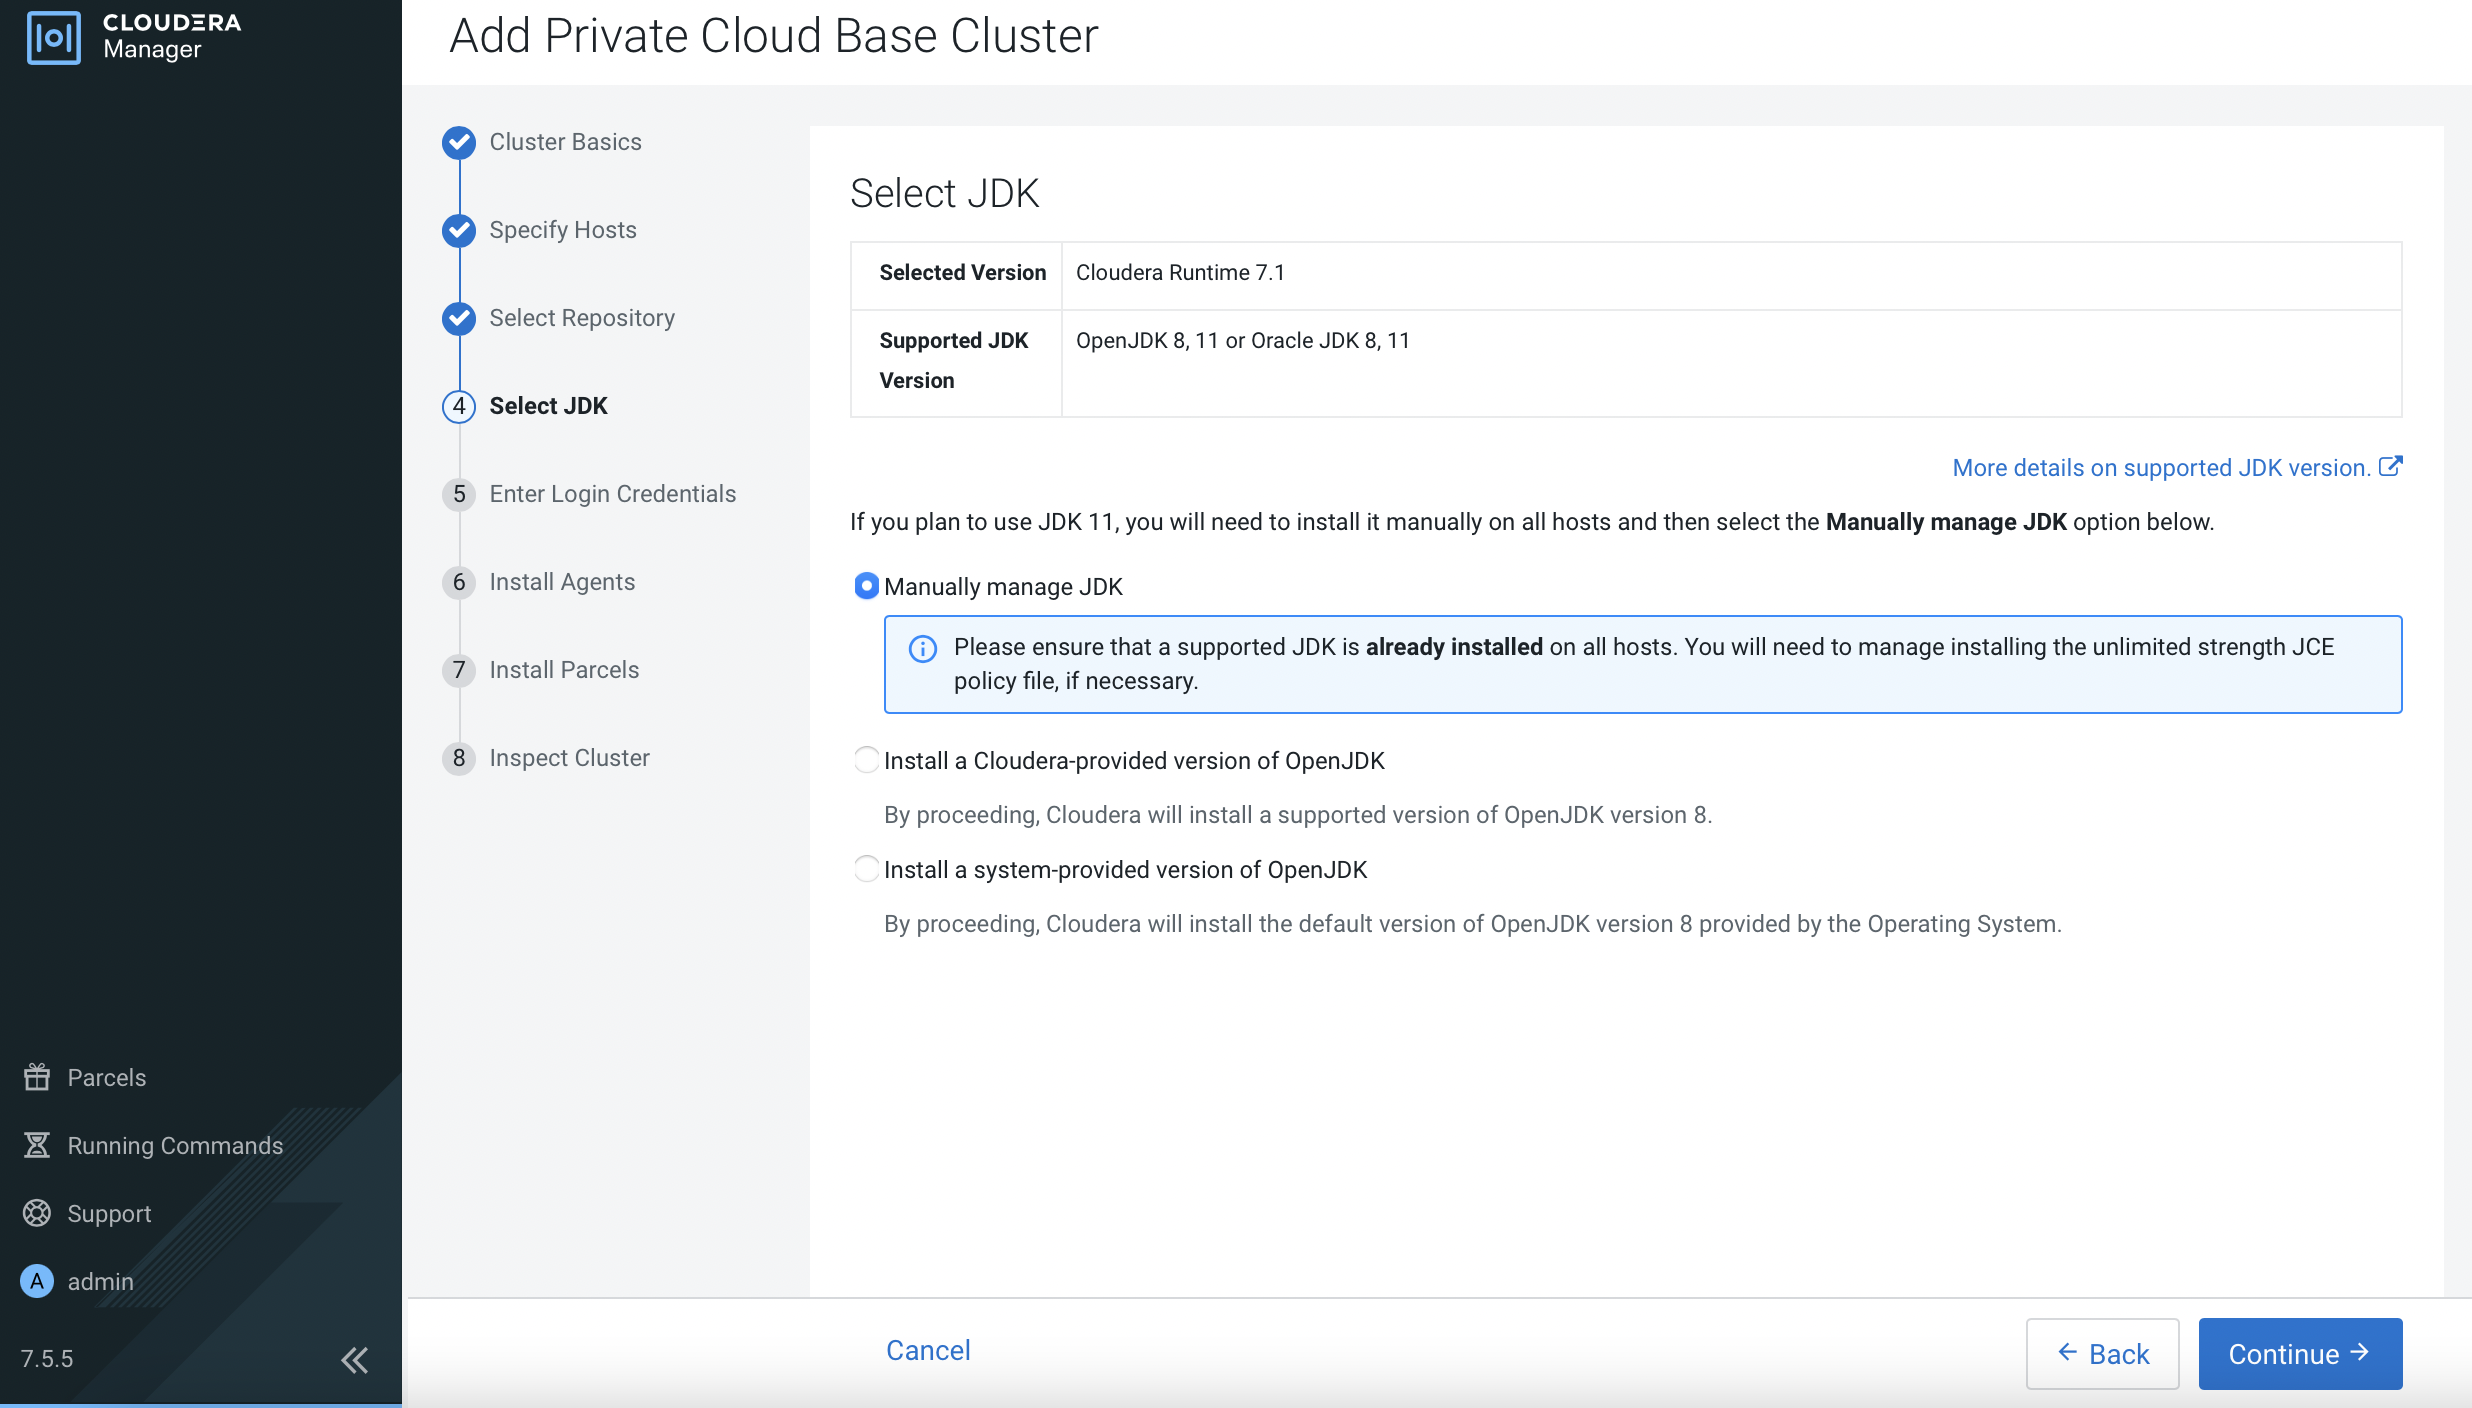 CLOUDERA
Manager
Add Private Cloud Base Cluster
Cluster Basics
Specify Hosts
Select Repository
4 Select JDK
5 Enter Login Credentials
6 Install Agents
7 Install Parcels
8 Inspect Cluster
Select JDK
Selected Version Cloudera Runtime 7.1
Supported JDK OpenJDK 8, 11 or Oracle JDK 8, 11
Version
More details on supported JDK version.
If you plan to use JDK 11, you will need to install it manually on all hosts and then select the Manually manage JDK option below.
Manually manage JDK
Please ensure that a supported JDK is already installed on all hosts. You will need to manage installing the unlimited strength JCE
policy file, if necessary.
Install a Cloudera-provided version of OpenJDK
By proceeding, Cloudera will install a supported version of OpenJDK version 8.
Install a system-provided version of OpenJDK
By proceeding, Cloudera will install the default version of OpenJDK version 8 provided by the Operating System.
Parcels
Running Commands
Support
A admin
7.5.5
Cancel
Back
Continue